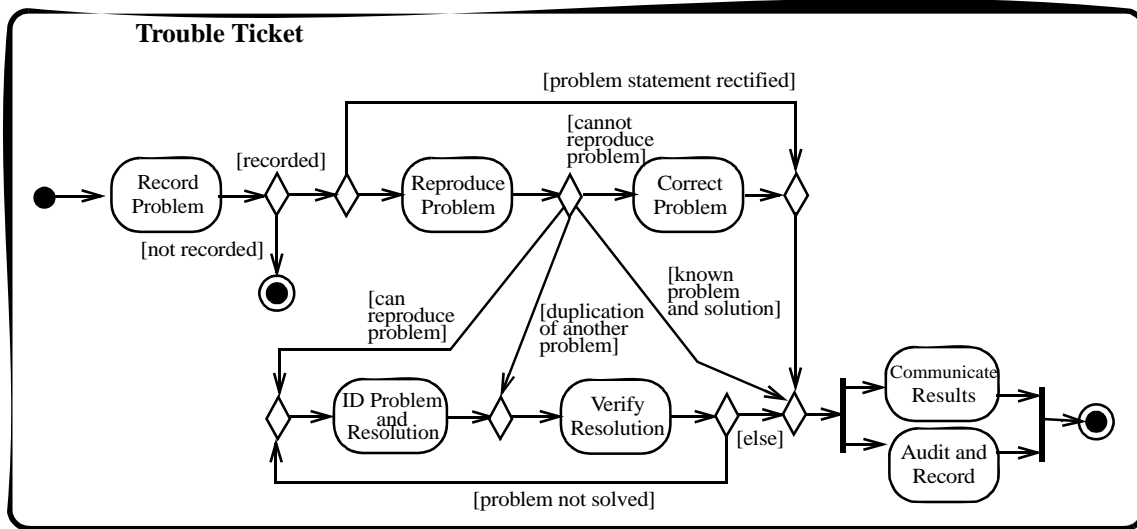 Trouble Ticket
[problem statement rectified]
[cannot
reproduce
problem]
[recorded]
Record
Problem
Reproduce
Problem
Correct
Problem
[not recorded]
[can
reproduce
problem]
[duplication
of another
problem]
[known
problem
and solution]
ID Problem
and
Resolution
Verify
Resolution
[else]
Communicate
Results
Audit and
Record
[problem not solved]